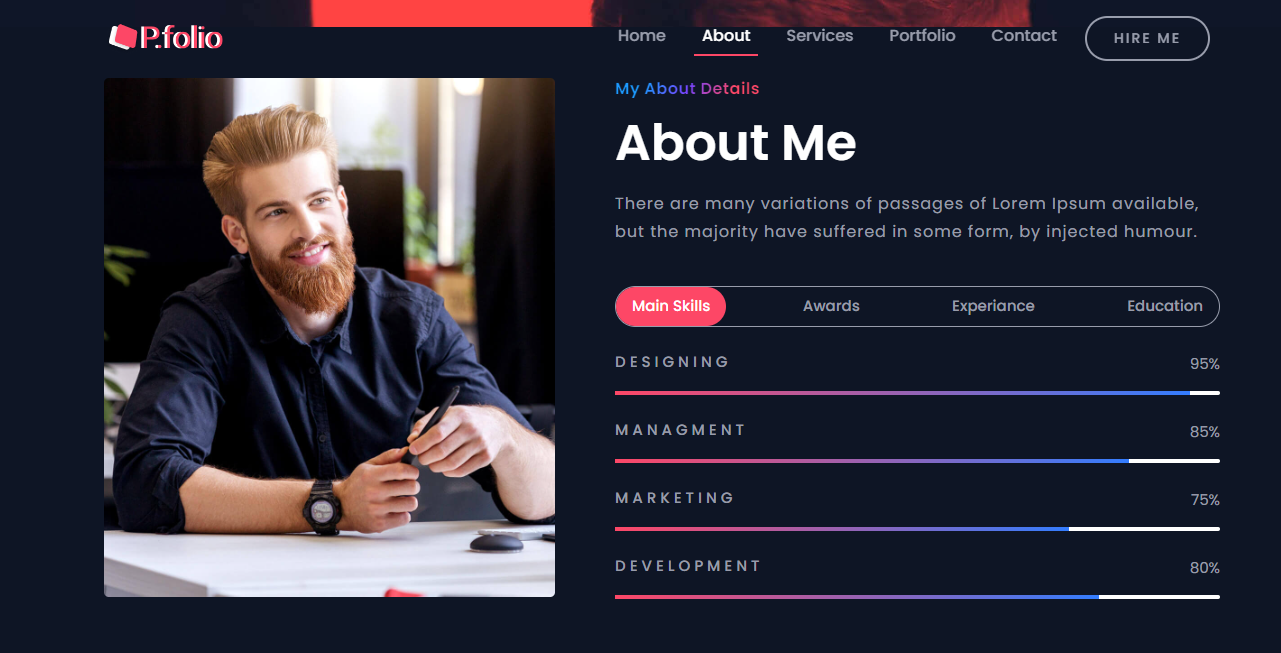 P.folio
Home About Services Portfolio Contact HIRE ME
My About Details
About Me
There are many variations of passages of Lorem Ipsum available,
but the majority have suffered in some form, by injected humour.
Main Skills Awards Experiance Education
DESIGNING 95%
MANAGMENT 85%
MARKETING 75%
DEVELOPMENT 80%